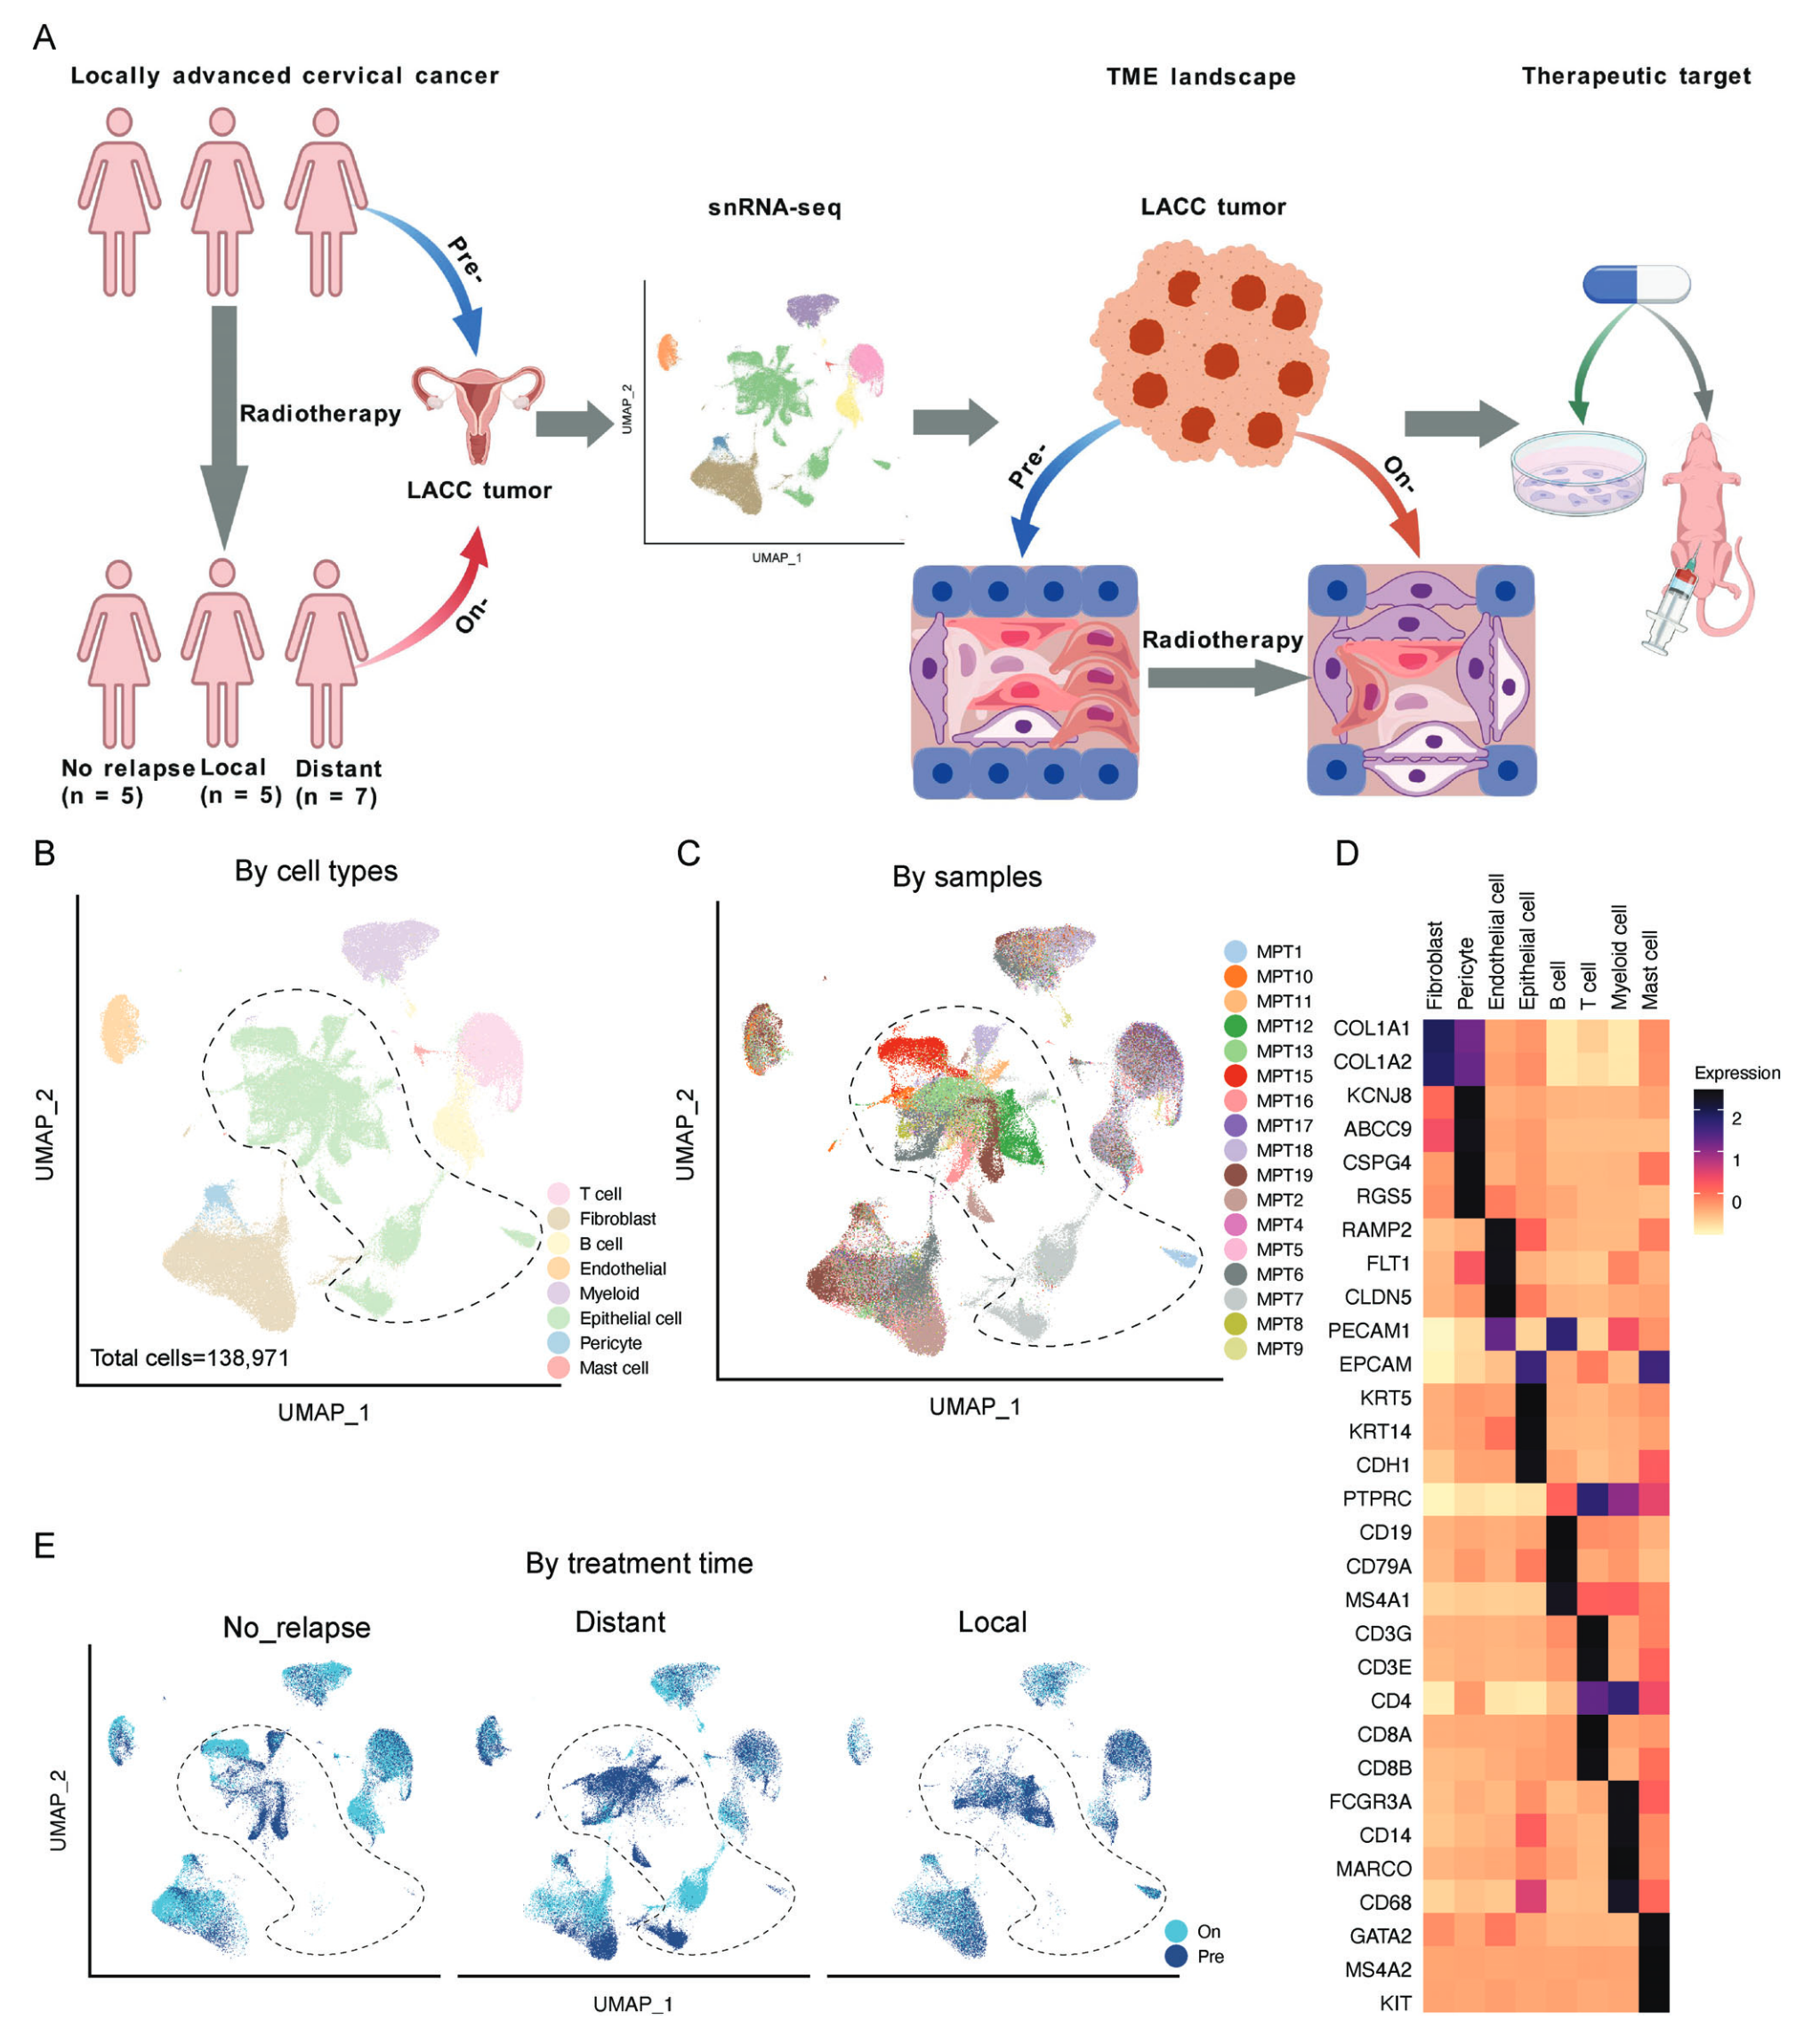 A
Locally advanced cervical cancer
TME landscape
Therapeutic target
Pre-
snRNA-seq
LACC tumor
Radiotherapy
LACC tumor
UMAP_2
UMAP_1
Pre-
On-
On-
Radiotherapy
No relapse
(n = 5)
Local
(n = 5)
Distant
(n = 7)
B
By cell types
UMAP_2
T cell
Fibroblast
B cell
Endothelial
Myeloid
Epithelial cell
Pericyte
Mast cell
Total cells=138,971
UMAP_1
C
By samples
UMAP_2
MPT1
MPT10
MPT11
MPT12
MPT13
MPT15
MPT16
MPT17
MPT18
MPT19
MPT2
MPT4
MPT5
MPT6
MPT7
MPT8
MPT9
UMAP_1
D
Fibroblast
Pericyte
Endothelial cell
Epithelial cell
B cell
T cell
Myeloid cell
Mast cell
COL1A1
COL1A2
KCNJ8
ABCC9
CSPG4
RGS5
RAMP2
FLT1
CLDN5
PECAM1
EPCAM
KRT5
KRT14
CDH1
PTPRC
CD19
CD79A
MS4A1
CD3G
CD3E
CD4
CD8A
CD8B
FCGR3A
CD14
MARCO
CD68
GATA2
MS4A2
KIT
Expression
2
1
0
E
By treatment time
No_relapse
Distant
Local
UMAP_2
On
Pre
UMAP_1